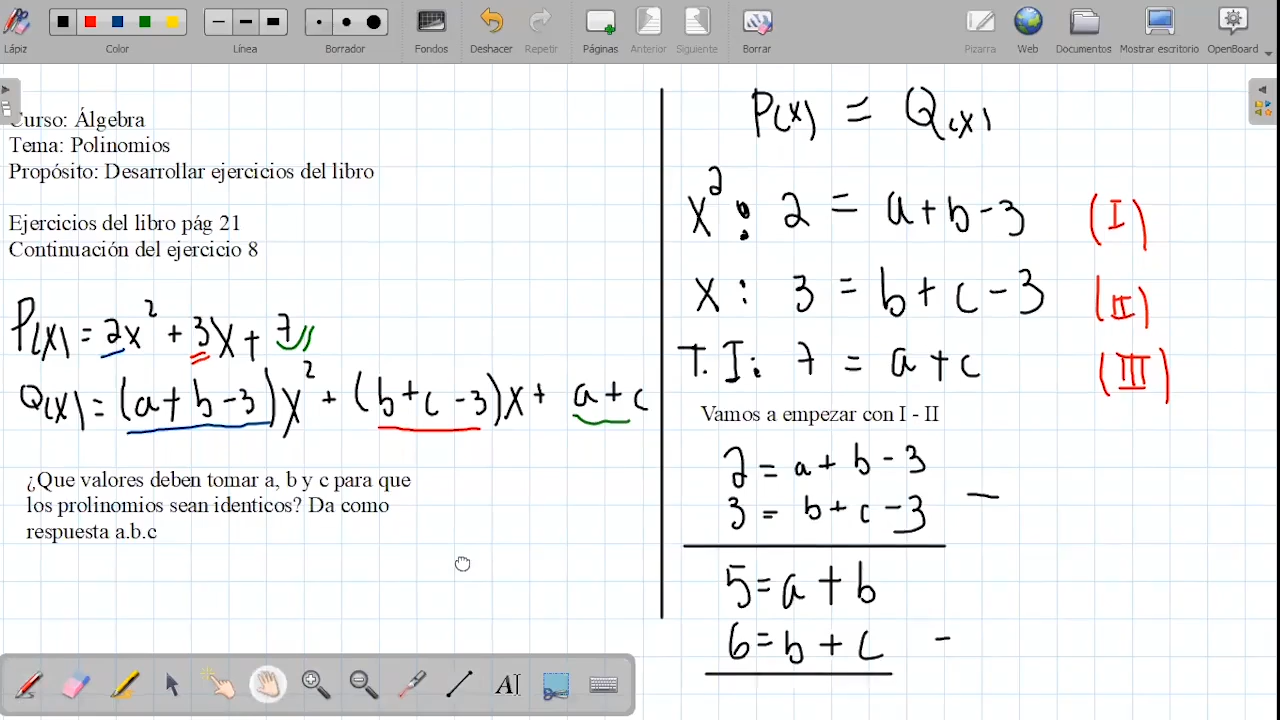 Lápiz
Color
Línea
Borrador
Fondos
Deshacer
Repetir
Páginas
Anterior
Siguiente
Borrar
Pizarra
Web
Documentos
Mostrar escritorio
OpenBoard
Curso: Álgebra
Tema: Polinomios
Propósito: Desarrollar ejercicios del libro
Ejercicios del libro pág 21
Continuación del ejercicio 8
P(x) = 2x² + 3x + 7
Q(x) = (a+b-3)x² + (b+c-3)x + a+c
¿Que valores deben tomar a, b y c para que
los prolinomios sean identicos? Da como
respuesta a.b.c
P(x) = Q(x)
x²: 2 = a+b-3 (I)
x: 3 = b+c-3 (II)
T.I: 7 = a+c (III)
Vamos a empezar con I - II
2 = a+b-3
3 = b+c-3 —
5 = a+b
6 = b+c -